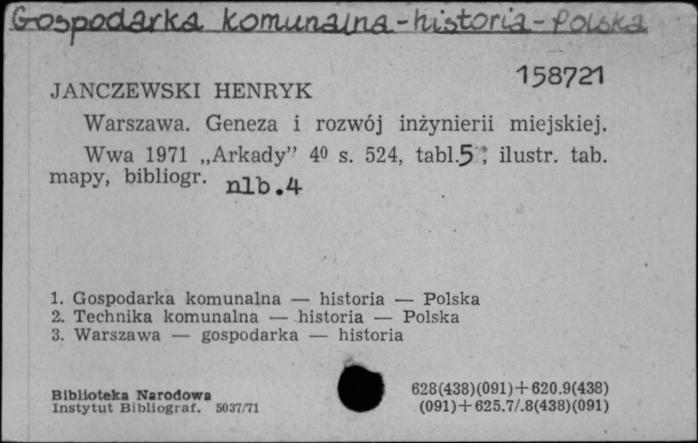 Gospodarka komunalna - historia - Polska
158721
JANCZEWSKI HENRYK
Warszawa. Geneza i rozwój inżynierii miejskiej.
Wwa 1971 „Arkady” 4⁰ s. 524, tabl. 5; ilustr. tab.
mapy, bibliogr. nlb. 4
1. Gospodarka komunalna — historia — Polska
2. Technika komunalna — historia — Polska
3. Warszawa — gospodarka — historia
Biblioteka Narodowa 628(438)(091)+620.9(438)
Instytut Bibliograf. 5037/71 (091)+625.7/.8(438)(091)